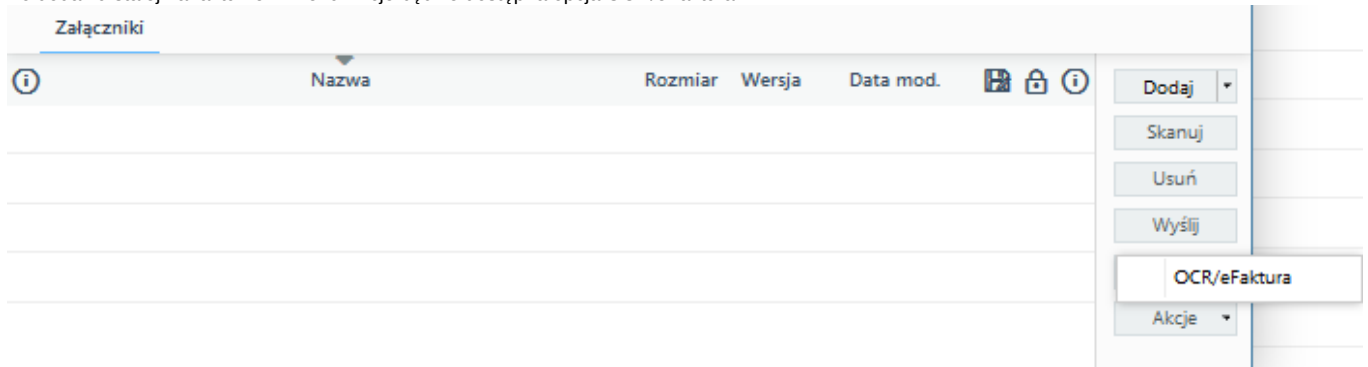 Załączniki
Nazwa Rozmiar Wersja Data mod.
Dodaj
Skanuj
Usuń
Wyślij
OCR/eFaktura
Akcje